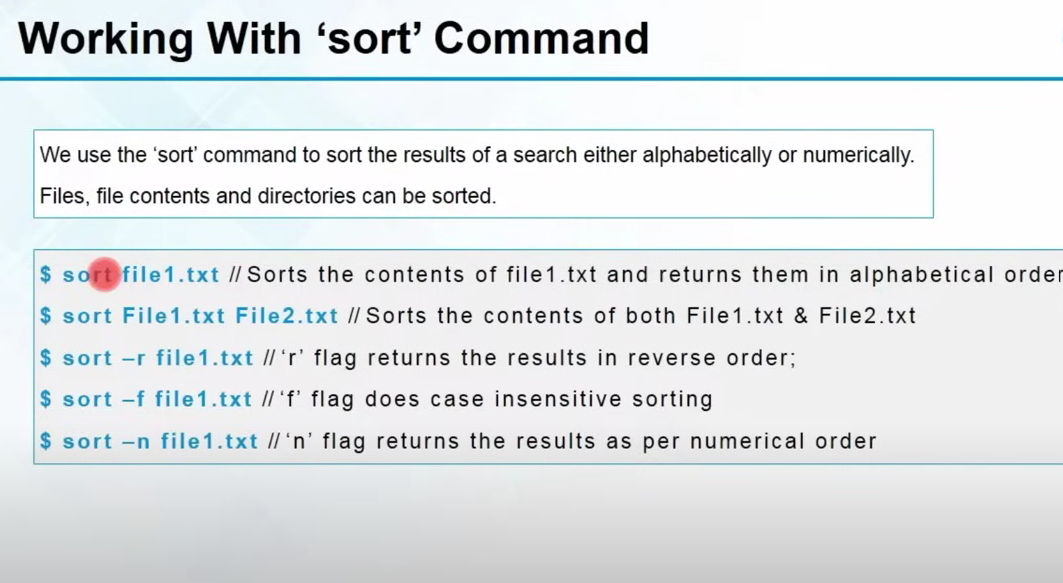 Working With ‘sort’ Command
We use the ‘sort’ command to sort the results of a search either alphabetically or numerically.
Files, file contents and directories can be sorted.
$ sort file1.txt // Sorts the contents of file1.txt and returns them in alphabetical order
$ sort File1.txt File2.txt // Sorts the contents of both File1.txt & File2.txt
$ sort –r file1.txt // ‘r’ flag returns the results in reverse order;
$ sort –f file1.txt // ‘f’ flag does case insensitive sorting
$ sort –n file1.txt // ‘n’ flag returns the results as per numerical order